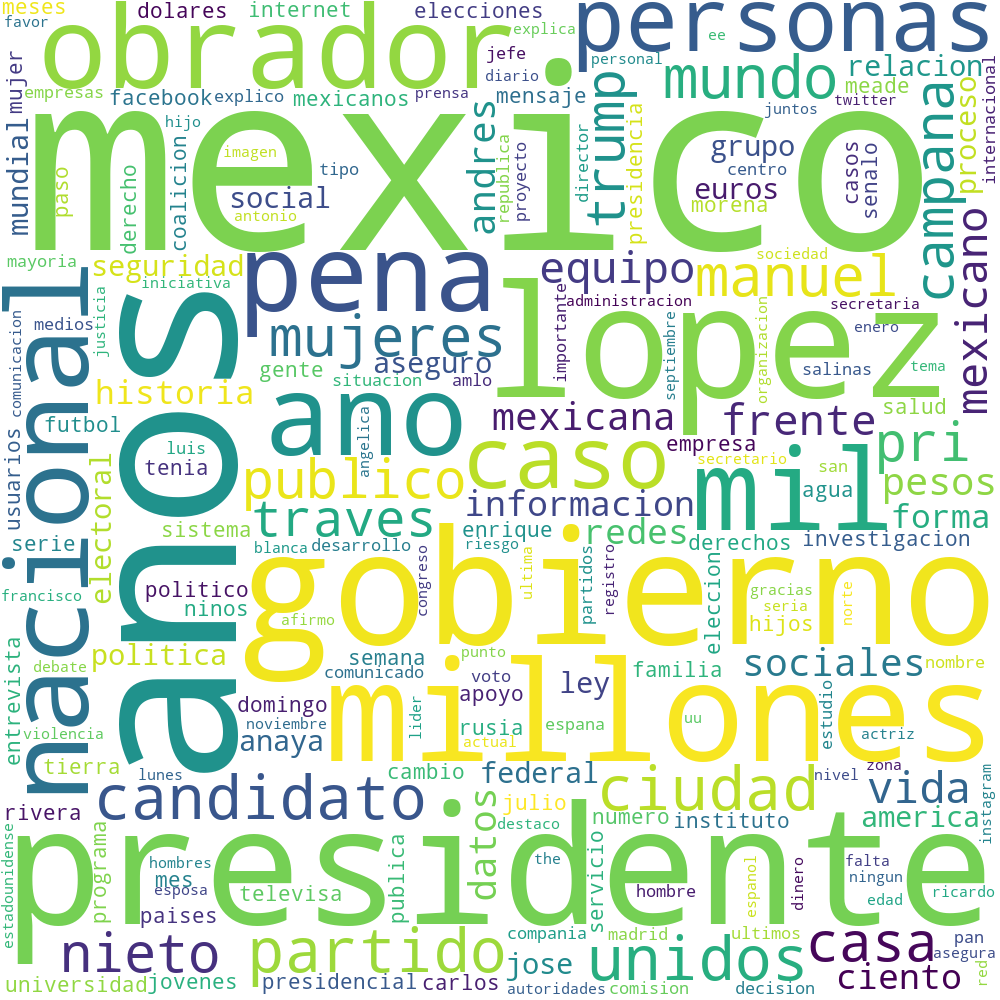 meses
dolares
internet
elecciones
personas
favor
obrador
explica
jefe
personal
ee
mundo
relacion
empresas
facebook
explico
mexicanos
prensa
diario
mensaje
meade
mujer
mundial
hijo
mexico
andres
trump
juntos
twitter
campana
proceso
internacional
imagen
tipo
grupo
centro
casos
senalo
paso
derecho
coalicion
social
antonio
republica
proyecto
director
presidencia
euros
morena
mayoria
seguridad
pena
equipo
manuel
sociedad
mexicano
iniciativa
nacional
anos
lopez
administracion
secretaria
medios
comunicacion
justicia
mujeres
aseguro
importante
septiembre
organizacion
enero
gente
situacion
amlo
salinas
tema
historia
ano
mexicana
frente
salud
futbol
usuarios
luis
angelica
caso
empresa
secretario
pri
tenia
publico
mil
san
agua
pesos
electoral
informacion
serie
sistema
traves
enrique
redes
derechos
forma
investigacion
blanca
desarrollo
riesgo
gobierno
congreso
ultima
partidos
registro
eleccion
francisco
politico
ninos
gracias
seria
hijos
norte
afirmo
entrevista
debate
politica
semana
comunicado
punto
millones
voto
apoyo
ley
familia
sociales
nombre
domingo
noviembre
lider
rusia
espana
uu
estudio
actriz
violencia
tierra
anaya
actual
lunes
cambio
federal
ciudad
nivel
zona
vida
instagram
candidato
rivera
julio
destaco
numero
instituto
america
presidente
estadounidense
programa
hombres
mes
esposa
publica
datos
the
servicio
hombre
espanol
dinero
falta
ningun
edad
ricardo
paises
televisa
nieto
partido
compania
madrid
ultimos
casa
pan
asegura
universidad
jovenes
presidencial
carlos
jose
autoridades
unidos
comision
decision
ciento
red